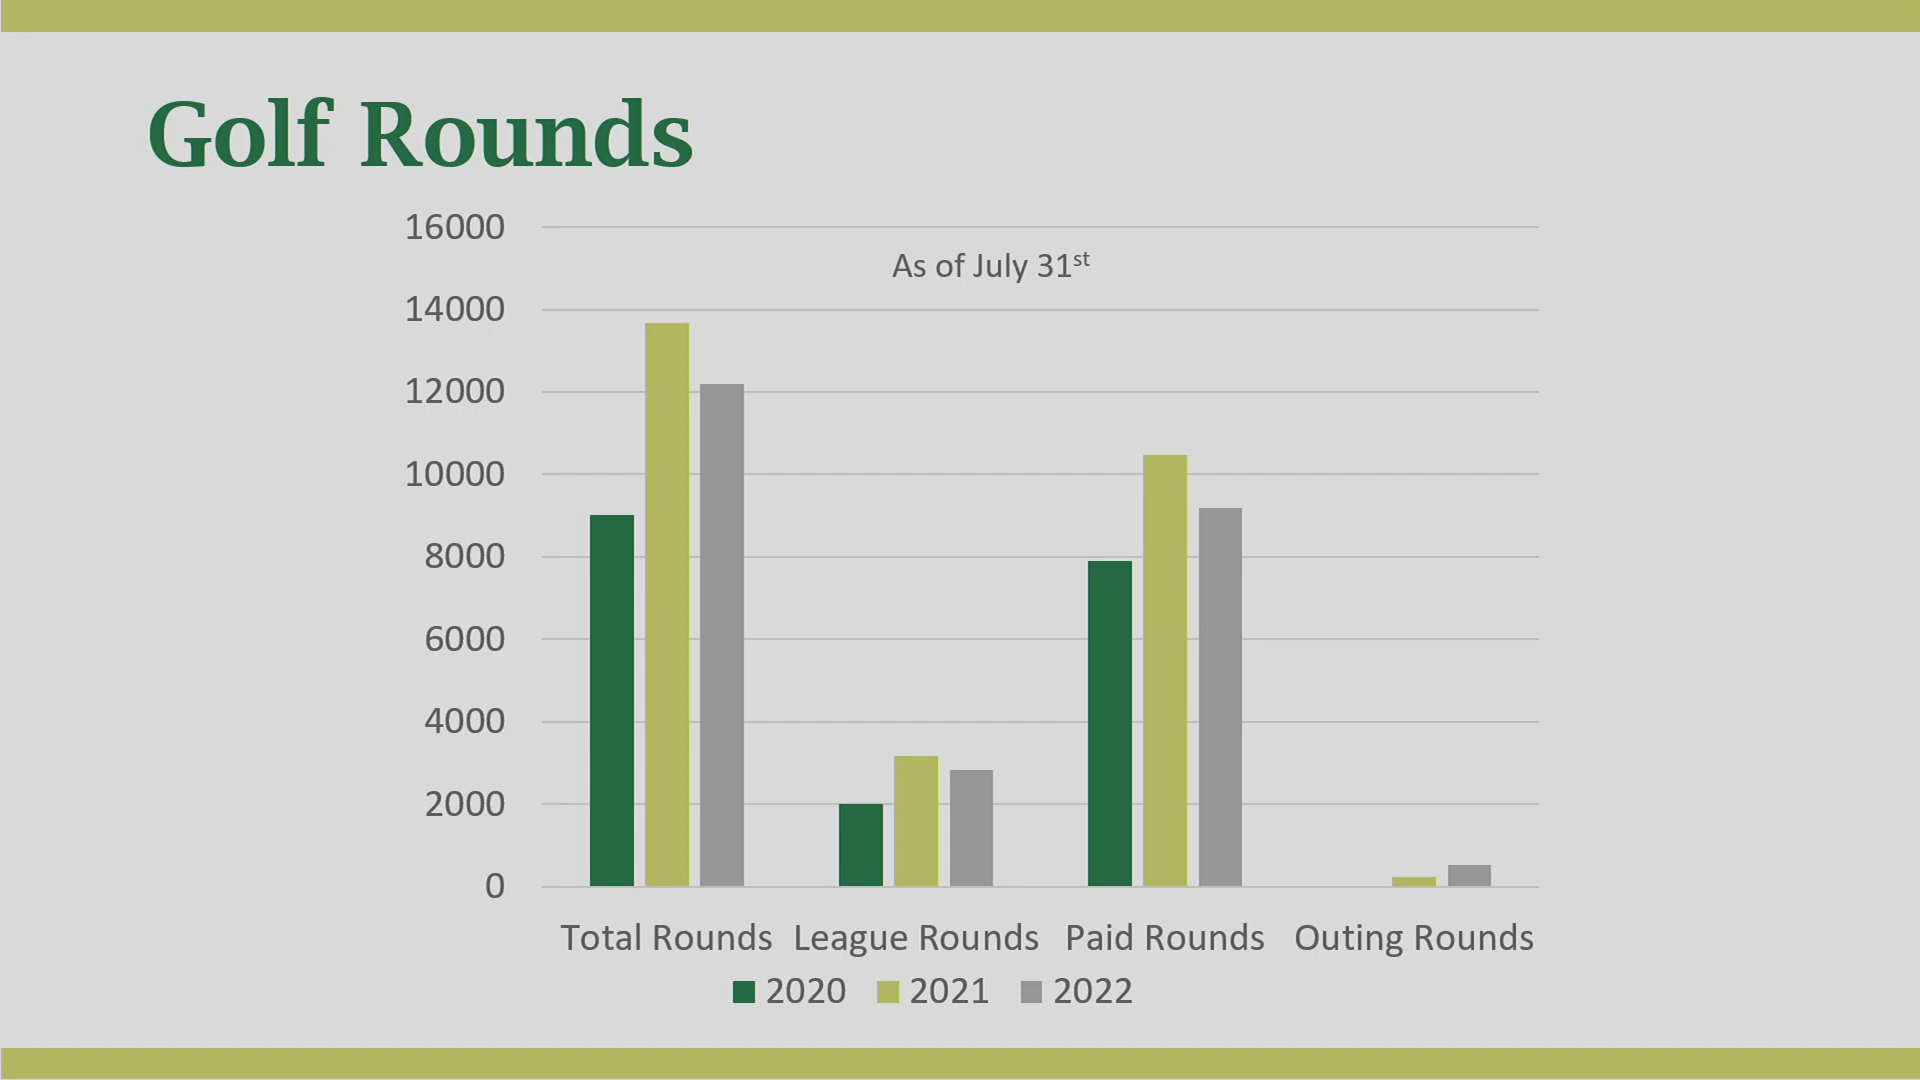 Golf Rounds
16000
As of July 31st
14000
12000
10000
8000
6000
4000
2000
0
Total Rounds League Rounds Paid Rounds Outing Rounds
2020 2021 2022